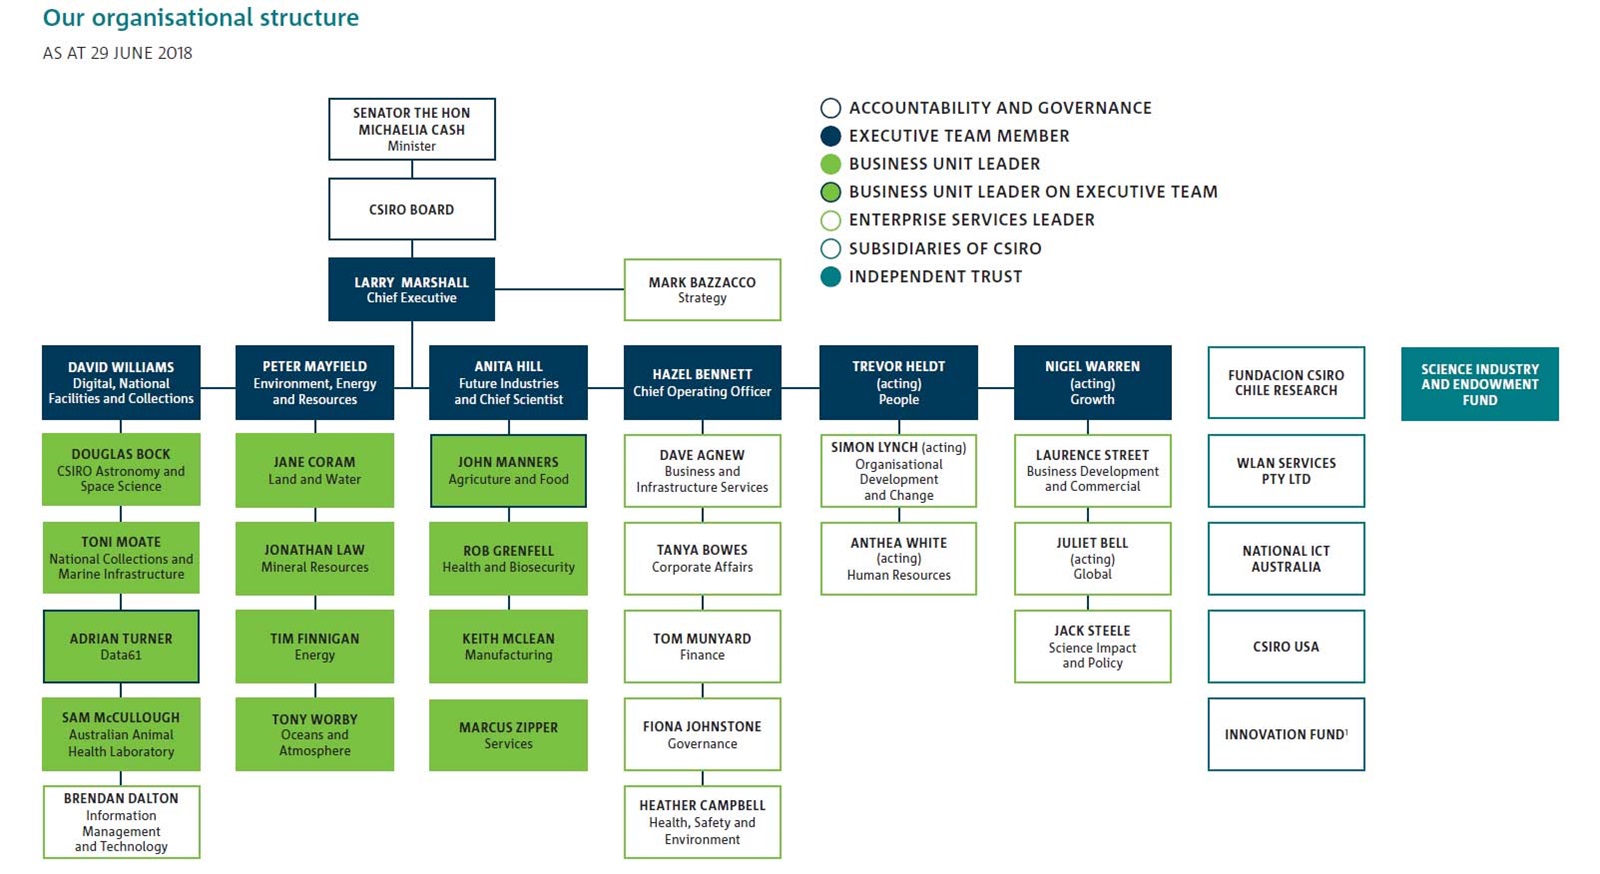 Our organisational structure
AS AT 29 JUNE 2018
SENATOR THE HON
MICHAELIA CASH
Minister
CSIRO BOARD
LARRY MARSHALL
Chief Executive
MARK BAZZACCO
Strategy
ACCOUNTABILITY AND GOVERNANCE
EXECUTIVE TEAM MEMBER
BUSINESS UNIT LEADER
BUSINESS UNIT LEADER ON EXECUTIVE TEAM
ENTERPRISE SERVICES LEADER
SUBSIDIARIES OF CSIRO
INDEPENDENT TRUST
DAVID WILLIAMS
Digital, National
Facilities and Collections
DOUGLAS BOCK
CSIRO Astronomy and
Space Science
TONI MOATE
National Collections and
Marine Infrastructure
ADRIAN TURNER
Data61
SAM McCULLOUGH
Australian Animal
Health Laboratory
BRENDAN DALTON
Information
Management
and Technology
PETER MAYFIELD
Environment, Energy
and Resources
JANE CORAM
Land and Water
JONATHAN LAW
Mineral Resources
TIM FINNIGAN
Energy
TONY WORBY
Oceans and
Atmosphere
ANITA HILL
Future Industries
and Chief Scientist
JOHN MANNERS
Agricuture and Food
ROB GRENFELL
Health and Biosecurity
KEITH MCLEAN
Manufacturing
MARCUS ZIPPER
Services
HAZEL BENNETT
Chief Operating Officer
DAVE AGNEW
Business and
Infrastructure Services
TANYA BOWES
Corporate Affairs
TOM MUNYARD
Finance
FIONA JOHNSTONE
Governance
HEATHER CAMPBELL
Health, Safety and
Environment
TREVOR HELDT
(acting)
People
SIMON LYNCH (acting)
Organisational
Development
and Change
ANTHEA WHITE
(acting)
Human Resources
NIGEL WARREN
(acting)
Growth
LAURENCE STREET
Business Development
and Commercial
JULIET BELL
(acting)
Global
JACK STEELE
Science Impact
and Policy
FUNDACION CSIRO
CHILE RESEARCH
WLAN SERVICES
PTY LTD
NATIONAL ICT
AUSTRALIA
CSIRO USA
INNOVATION FUND¹
SCIENCE INDUSTRY
AND ENDOWMENT
FUND